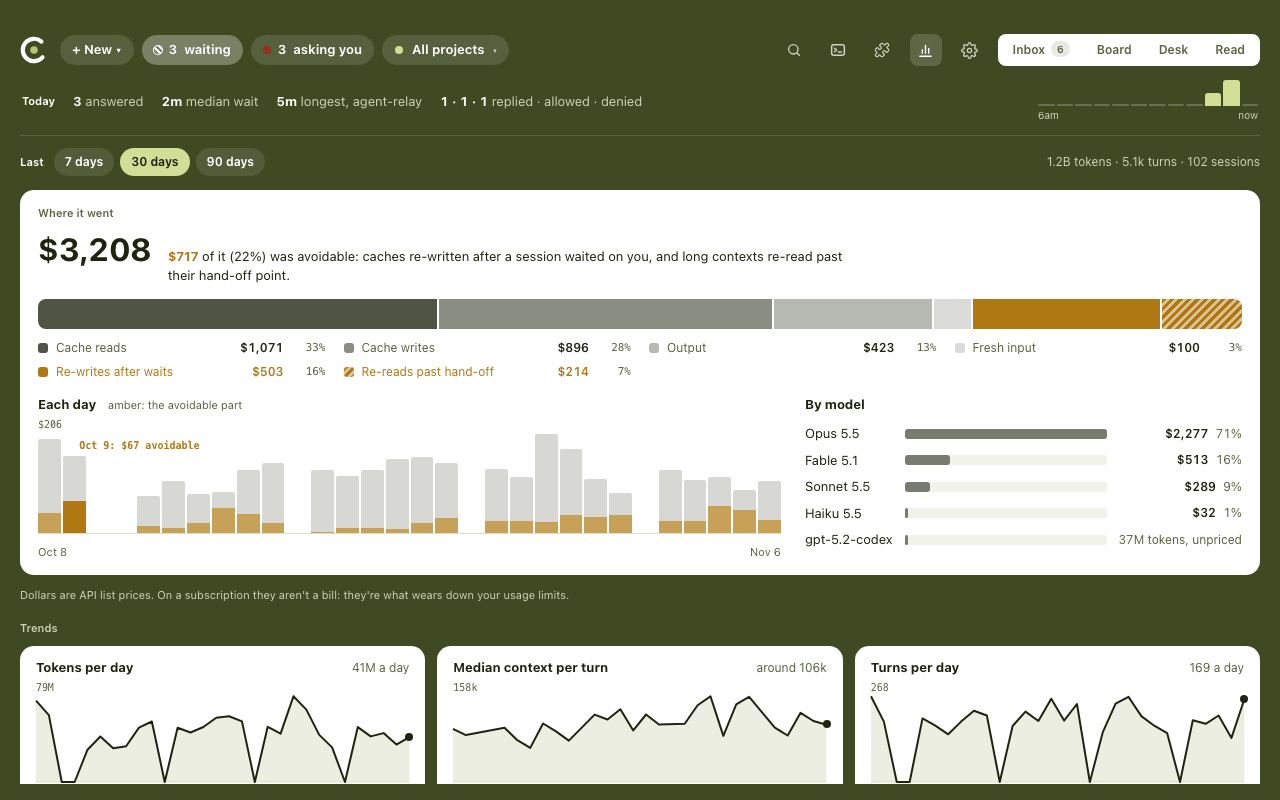 + New ▾
3 waiting
3 asking you
All projects ▾
Inbox 6
Board
Desk
Read
Today 3 answered 2m median wait 5m longest, agent-relay 1 · 1 · 1 replied · allowed · denied
6am now
Last 7 days 30 days 90 days
1.2B tokens · 5.1k turns · 102 sessions
Where it went
$3,208
$717 of it (22%) was avoidable: caches re-written after a session waited on you, and long contexts re-read past
their hand-off point.
Cache reads $1,071 33% Cache writes $896 28% Output $423 13% Fresh input $100 3%
Re-writes after waits $503 16% Re-reads past hand-off $214 7%
Each day amber: the avoidable part
$206
Oct 9: $67 avoidable
Oct 8 Nov 6
By model
Opus 5.5 $2,277 71%
Fable 5.1 $513 16%
Sonnet 5.5 $289 9%
Haiku 5.5 $32 1%
gpt-5.2-codex 37M tokens, unpriced
Dollars are API list prices. On a subscription they aren't a bill: they're what wears down your usage limits.
Trends
Tokens per day 41M a day
79M
Median context per turn around 106k
158k
Turns per day 169 a day
268